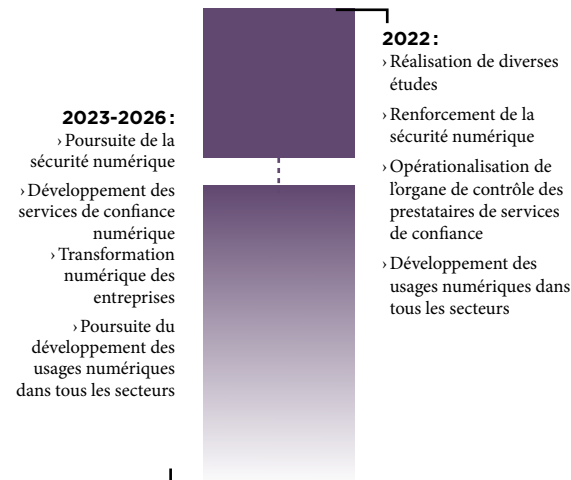 2022 :
› Réalisation de diverses
études
› Renforcement de la
sécurité numérique
› Opérationalisation de
l'organe de contrôle des
prestataires de services
de confiance
› Développement des
usages numériques dans
tous les secteurs
2023-2026 :
› Poursuite de la
sécurité numérique
› Développement des
services de confiance
numérique
› Transformation
numérique des
entreprises
› Poursuite du
développement des
usages numériques
dans tous les secteurs